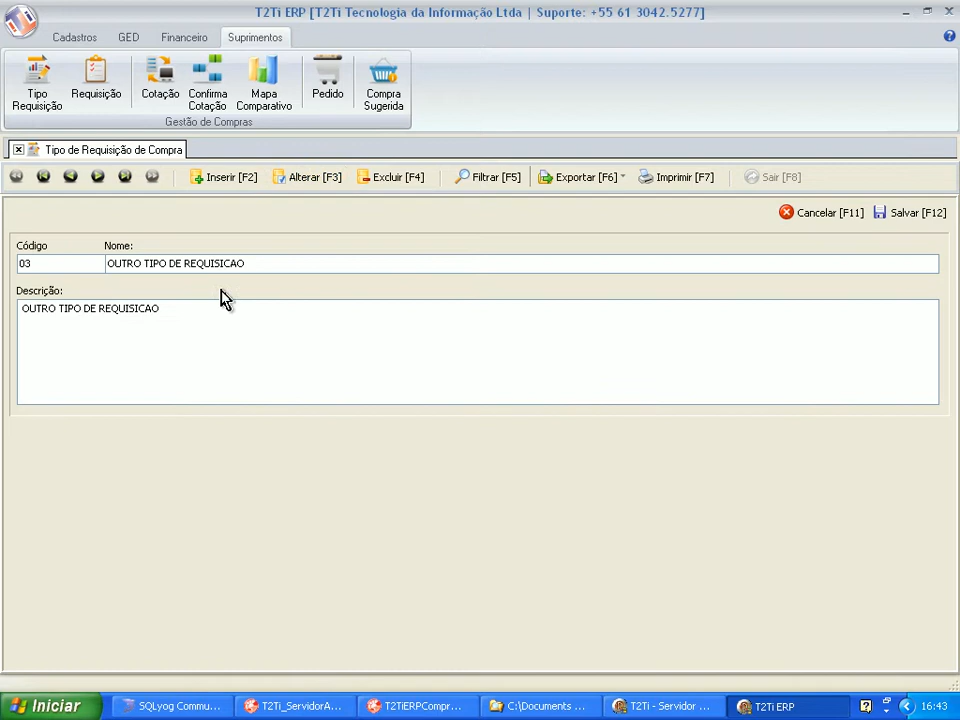 T2Ti ERP [T2Ti Tecnologia da Informação Ltda | Suporte: +55 61 3042.5277]
Cadastros GED Financeiro Suprimentos
Tipo Requisição
Requisição
Cotação
Confirma Cotação
Mapa Comparativo
Pedido
Compra Sugerida
Gestão de Compras
Tipo de Requisição de Compra
Inserir [F2] Alterar [F3] Excluir [F4] Filtrar [F5] Exportar [F6] Imprimir [F7] Sair [F8]
Cancelar [F11] Salvar [F12]
Código Nome:
03 OUTRO TIPO DE REQUISICAO
Descrição:
OUTRO TIPO DE REQUISICAO
Iniciar SQLyog Commu... T2Ti_ServidorA... T2TiERPCompr... C:\Documents ... T2Ti - Servidor ... T2Ti ERP 16:43